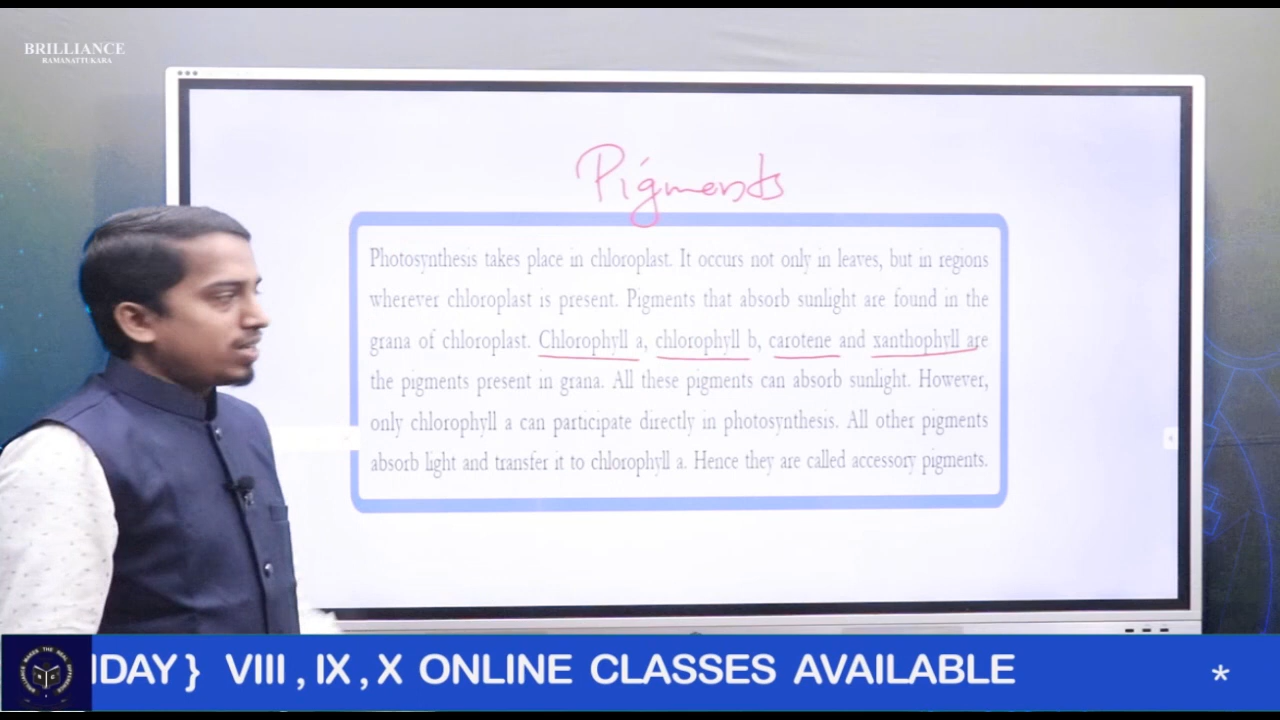 BRILLIANCE
RAMANATTUKARA
Pigments
Photosynthesis takes place in chloroplast. It occurs not only in leaves, but in regions
wherever chloroplast is present. Pigments that absorb sunlight are found in the
grana of chloroplast. Chlorophyll a, chlorophyll b, carotene and xanthophyll are
the pigments present in grana. All these pigments can absorb sunlight. However,
only chlorophyll a can participate directly in photosynthesis. All other pigments
absorb light and transfer it to chlorophyll a. Hence they are called accessory pigments.
IDAY } VIII , IX , X ONLINE CLASSES AVAILABLE *